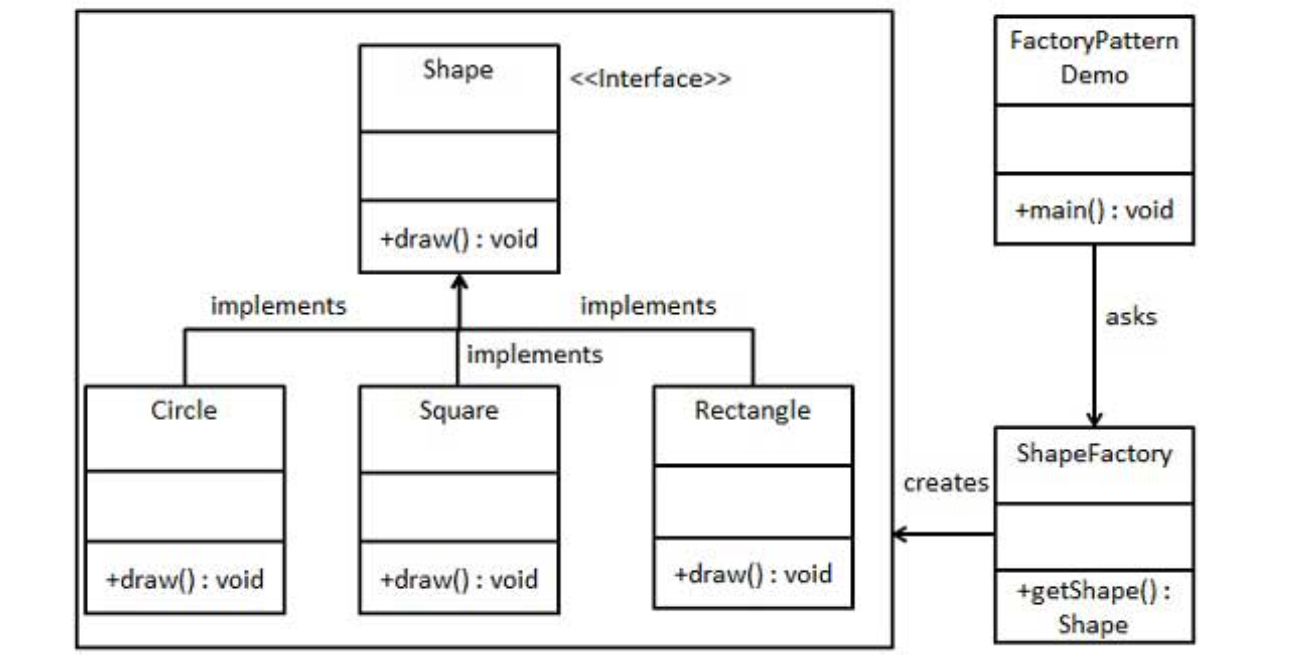 Shape
<<Interface>>
+draw() : void
implements
implements
implements
Circle
+draw() : void
Square
+draw() : void
Rectangle
+draw() : void
FactoryPattern
Demo
+main() : void
asks
ShapeFactory
+getShape() :
Shape
creates